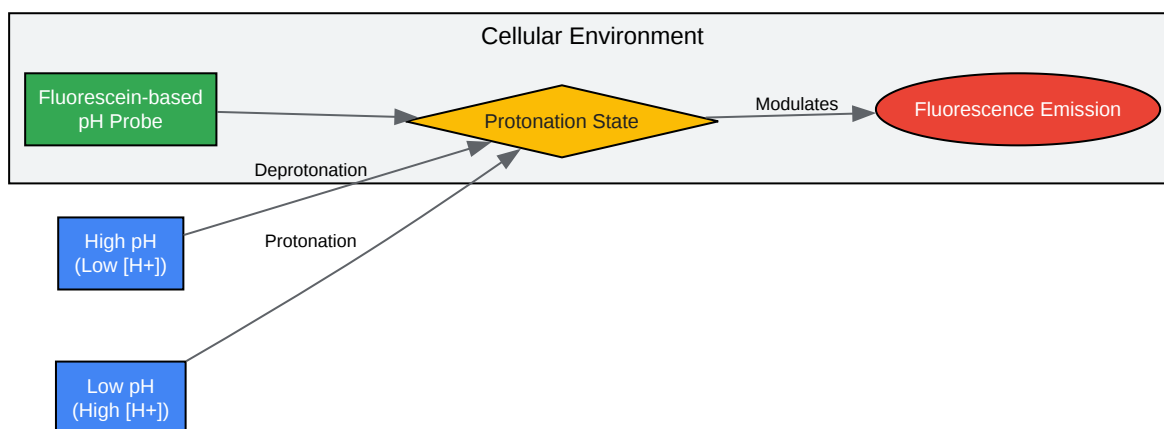 Cellular Environment
Fluorescein-based
pH Probe
Protonation State
Modulates
Fluorescence Emission
Deprotonation
High pH
(Low [H+])
Protonation
Low pH
(High [H+])